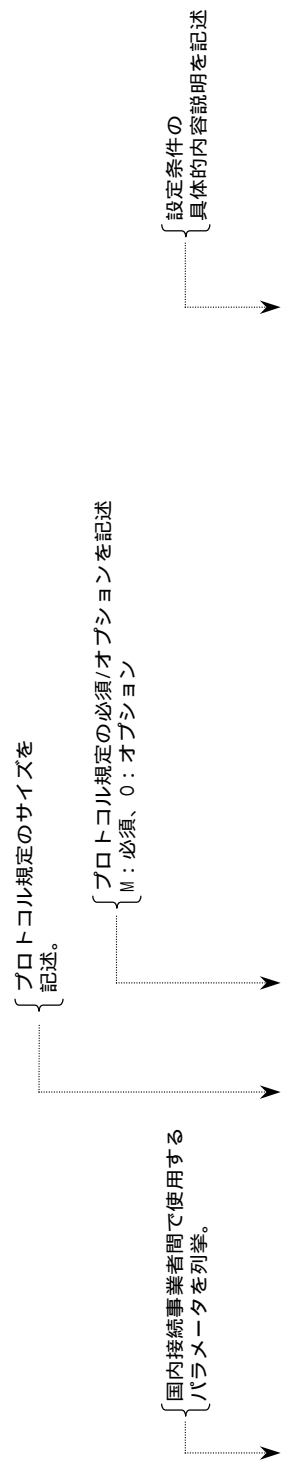 国内接続事業者間で使用する
パラメータを列挙。
プロトコル規定のサイズを
記述。
プロトコル規定の必須/オプションを記述
M：必須、O：オプション
設定条件の
具体的内容説明を記述